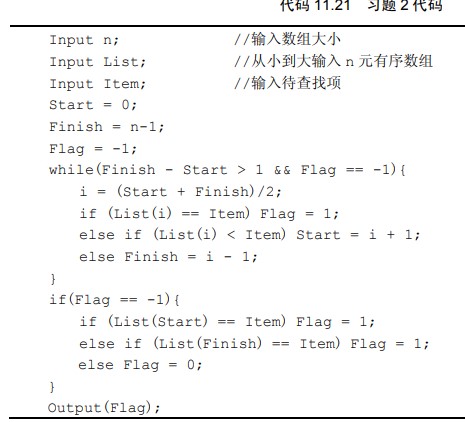 代码 11.21 习题 2 代码
Input n; //输入数组大小
Input List; //从小到大输入 n 元有序数组
Input Item; //输入待查找项
Start = 0;
Finish = n-1;
Flag = -1;
while(Finish - Start > 1 && Flag == -1){
i = (Start + Finish)/2;
if (List(i) == Item) Flag = 1;
else if (List(i) < Item) Start = i + 1;
else Finish = i - 1;
}
if(Flag == -1){
if (List(Start) == Item) Flag = 1;
else if (List(Finish) == Item) Flag = 1;
else Flag = 0;
}
Output(Flag);